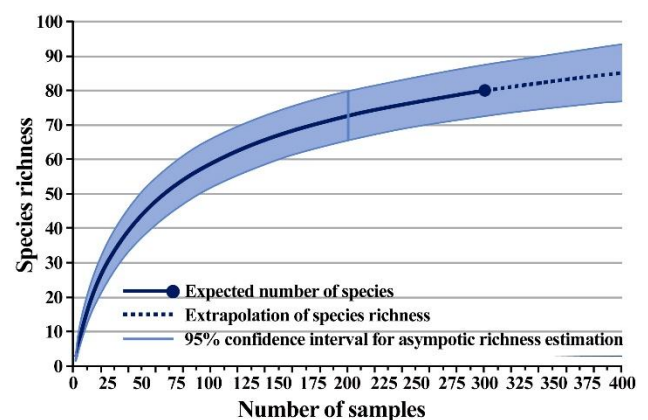 100
90
80
70
60
50
40
30
20
10
0
Species richness
Expected number of species
Extrapolation of species richness
95% confidence interval for asympotic richness estimation
0 25 50 75 100 125 150 175 200 225 250 275 300 325 350 375 400
Number of samples